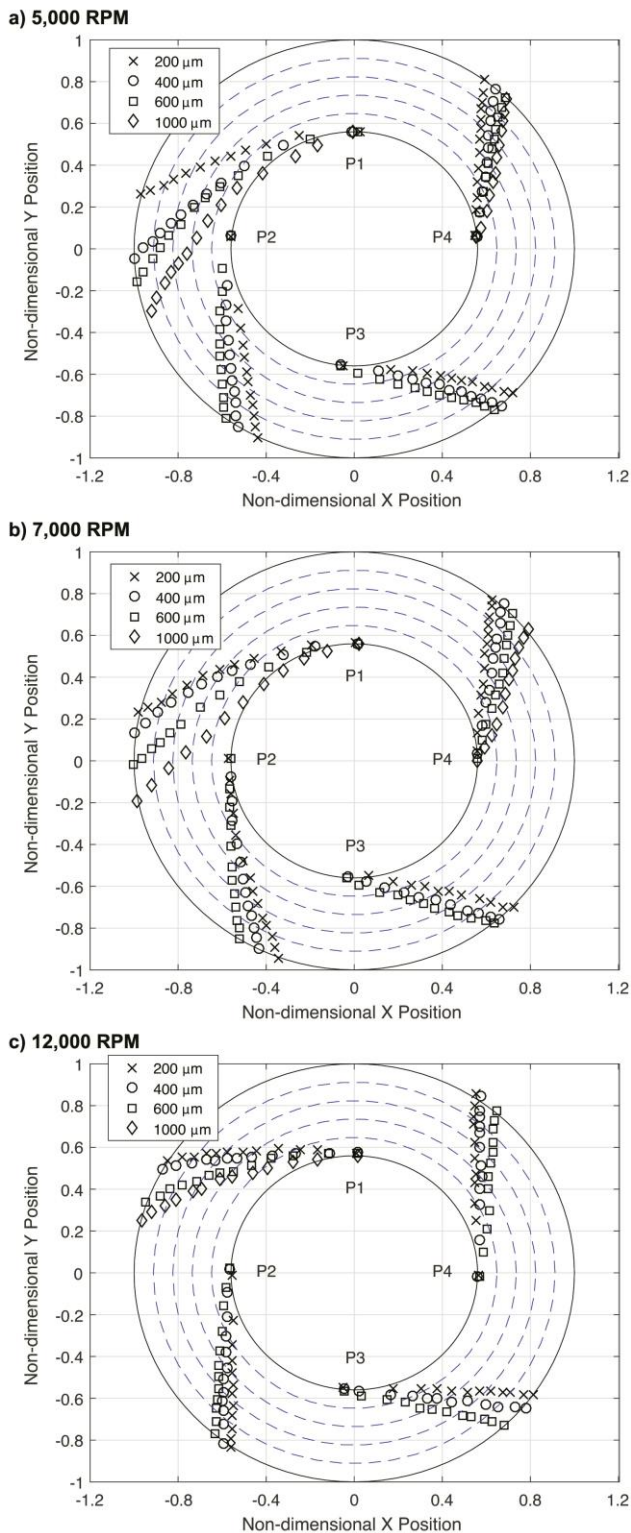 a) 5,000 RPM
1
0.8
0.6
0.4
0.2
0
-0.2
-0.4
-0.6
-0.8
-1
Non-dimensional Y Position
200 μm
400 μm
600 μm
1000 μm
P1
P2
P4
P3
-1.2 -0.8 -0.4 0 0.4 0.8 1.2
Non-dimensional X Position
b) 7,000 RPM
1
0.8
0.6
0.4
0.2
0
-0.2
-0.4
-0.6
-0.8
-1
Non-dimensional Y Position
200 μm
400 μm
600 μm
1000 μm
P1
P2
P4
P3
-1.2 -0.8 -0.4 0 0.4 0.8 1.2
Non-dimensional X Position
c) 12,000 RPM
1
0.8
0.6
0.4
0.2
0
-0.2
-0.4
-0.6
-0.8
-1
Non-dimensional Y Position
200 μm
400 μm
600 μm
1000 μm
P1
P2
P4
P3
-1.2 -0.8 -0.4 0 0.4 0.8 1.2
Non-dimensional X Position